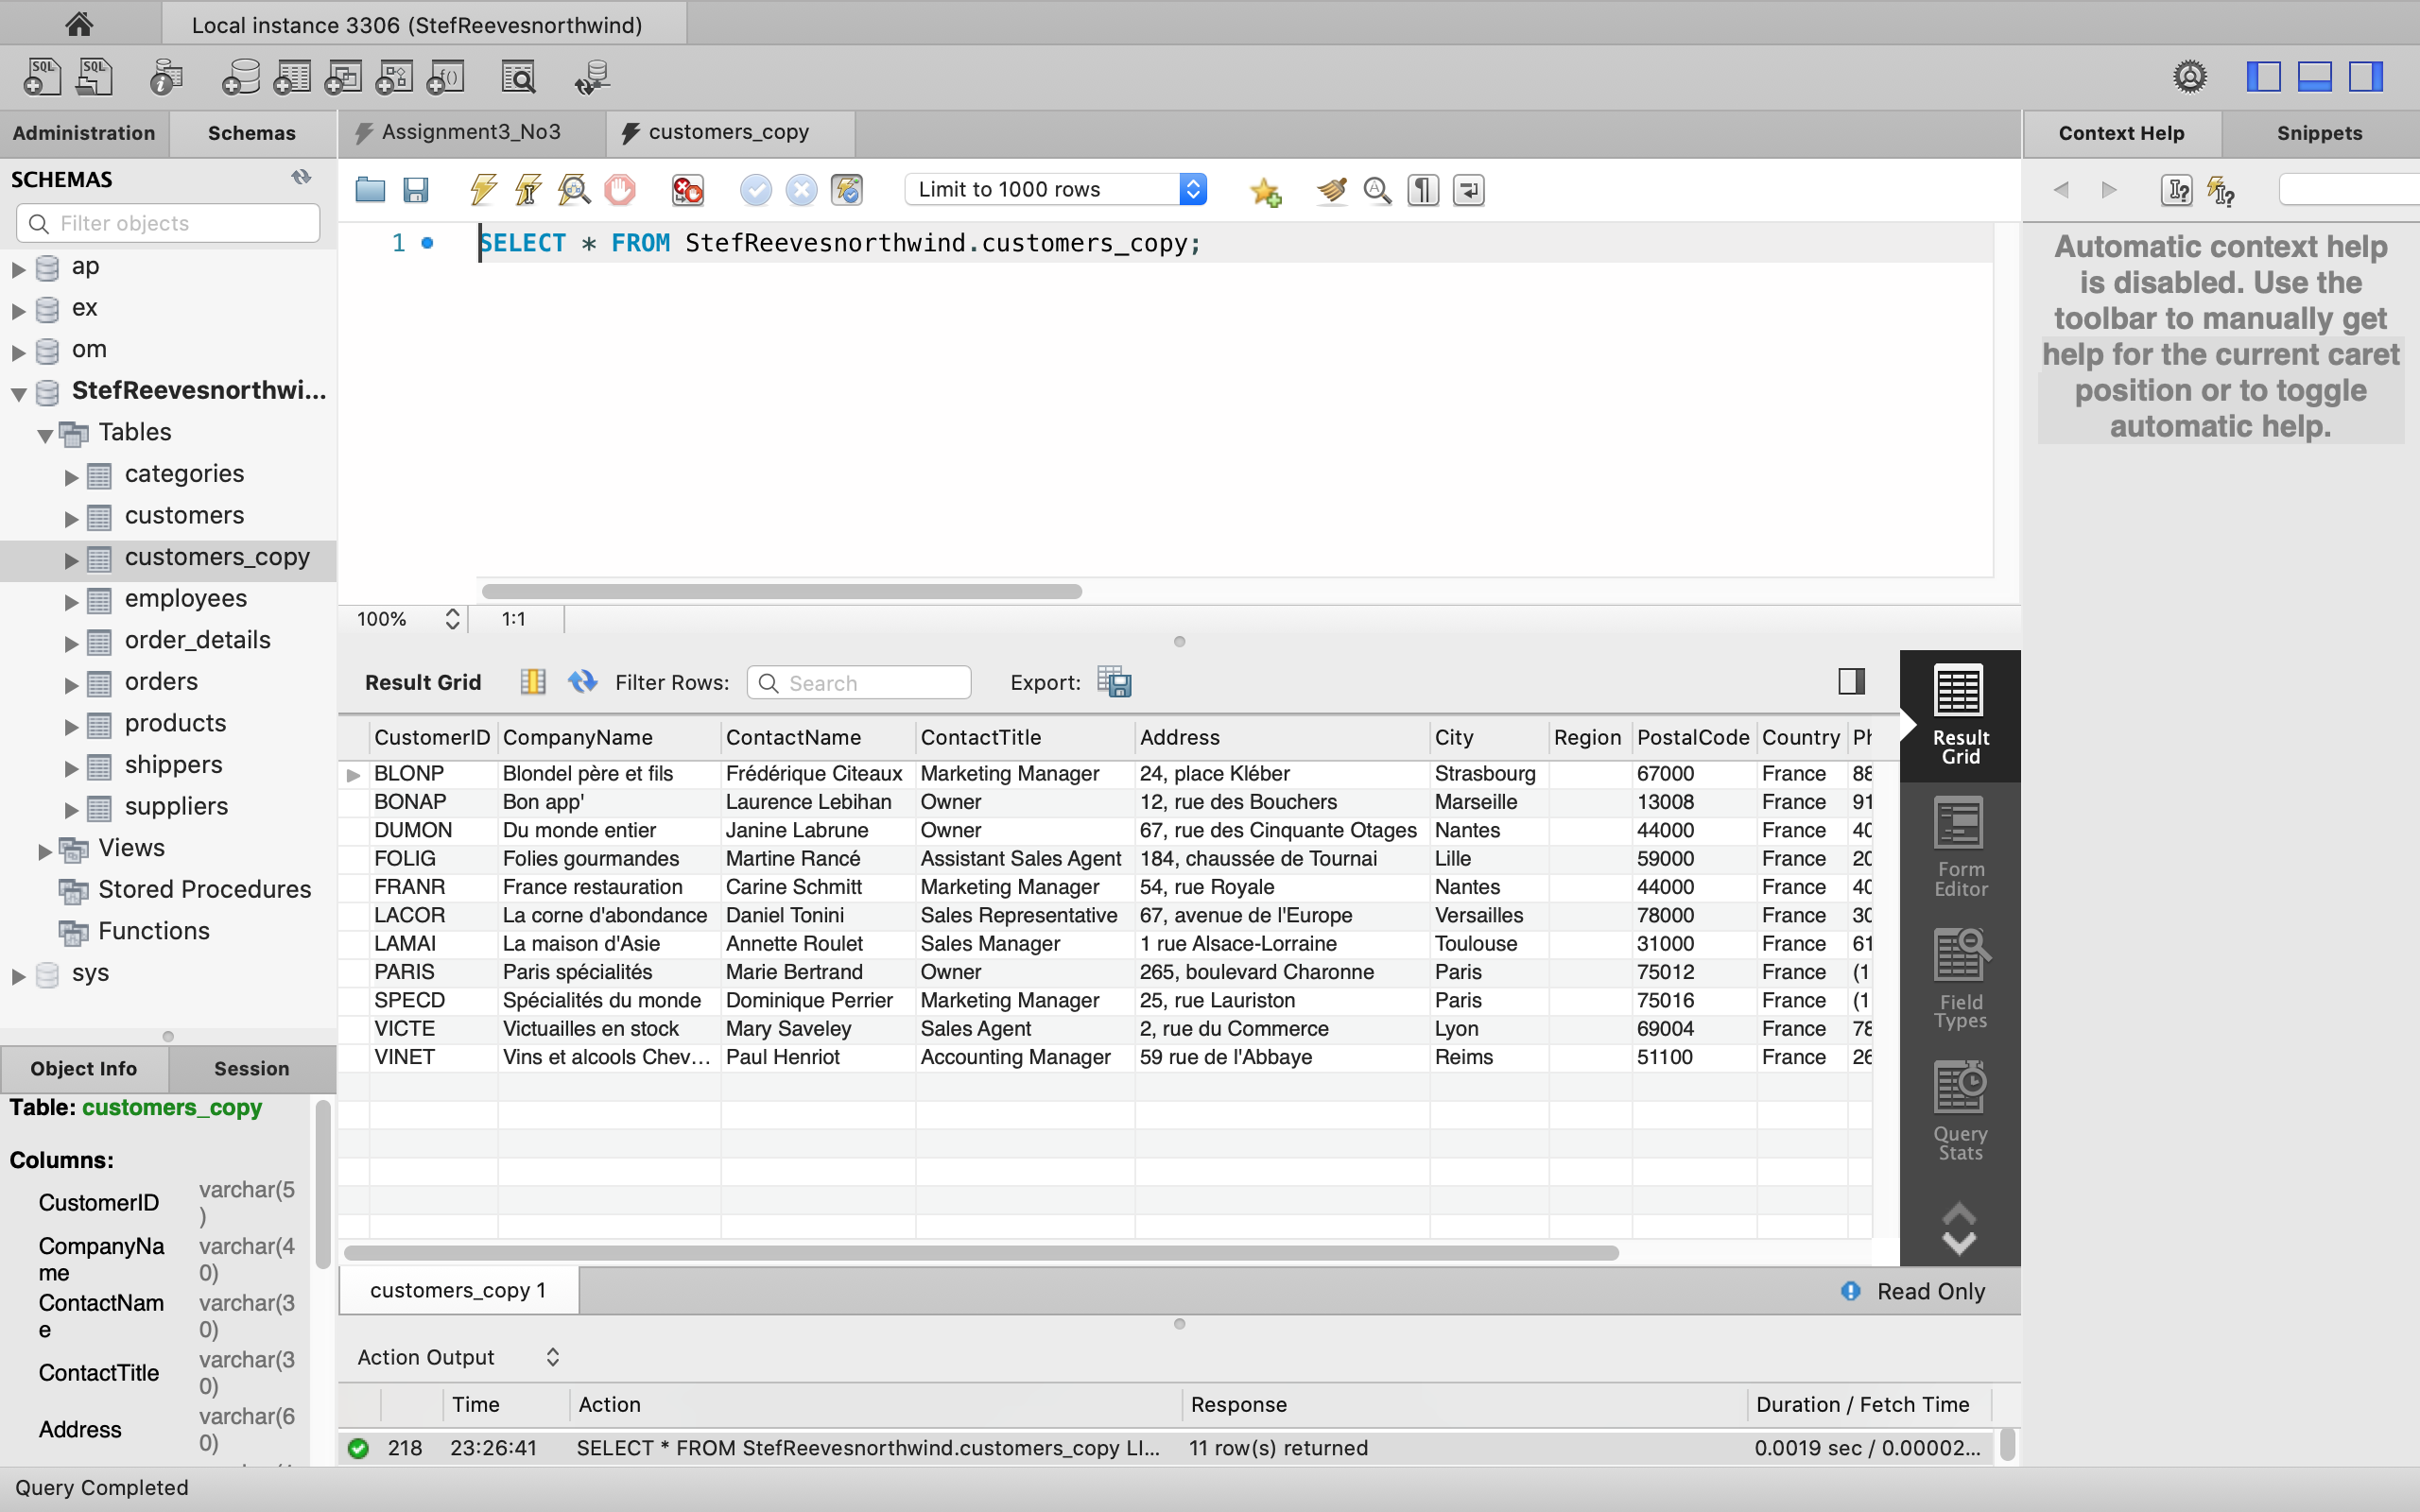 Local instance 3306 (StefReevesnorthwind)
Administration Schemas
SCHEMAS
Filter objects
ap
ex
om
StefReevesnorthwi...
Tables
categories
customers
customers_copy
employees
order_details
orders
products
shippers
suppliers
Views
Stored Procedures
Functions
sys
Object Info Session
Table: customers_copy
Columns:
CustomerID varchar(5
)
CompanyNa varchar(4
me 0)
ContactNam varchar(3
e 0)
ContactTitle varchar(3
0)
Address varchar(6
0)
Assignment3_No3 customers_copy
Limit to 1000 rows
1 SELECT * FROM StefReevesnorthwind.customers_copy;
100% 1:1
Result Grid Filter Rows: Search Export:
CustomerID CompanyName ContactName ContactTitle Address City Region PostalCode Country Ph
BLONP Blondel père et fils Frédérique Citeaux Marketing Manager 24, place Kléber Strasbourg 67000 France 88
BONAP Bon app' Laurence Lebihan Owner 12, rue des Bouchers Marseille 13008 France 91
DUMON Du monde entier Janine Labrune Owner 67, rue des Cinquante Otages Nantes 44000 France 40
FOLIG Folies gourmandes Martine Rancé Assistant Sales Agent 184, chaussée de Tournai Lille 59000 France 20
FRANR France restauration Carine Schmitt Marketing Manager 54, rue Royale Nantes 44000 France 40
LACOR La corne d'abondance Daniel Tonini Sales Representative 67, avenue de l'Europe Versailles 78000 France 30
LAMAI La maison d'Asie Annette Roulet Sales Manager 1 rue Alsace-Lorraine Toulouse 31000 France 61
PARIS Paris spécialités Marie Bertrand Owner 265, boulevard Charonne Paris 75012 France (1
SPECD Spécialités du monde Dominique Perrier Marketing Manager 25, rue Lauriston Paris 75016 France (1
VICTE Victuailles en stock Mary Saveley Sales Agent 2, rue du Commerce Lyon 69004 France 78
VINET Vins et alcools Chev... Paul Henriot Accounting Manager 59 rue de l'Abbaye Reims 51100 France 26
Result
Grid
Form
Editor
Field
Types
Query
Stats
customers_copy 1 Read Only
Action Output
Time Action Response Duration / Fetch Time
218 23:26:41 SELECT * FROM StefReevesnorthwind.customers_copy LI... 11 row(s) returned 0.0019 sec / 0.00002...
Context Help Snippets
Automatic context help
is disabled. Use the
toolbar to manually get
help for the current caret
position or to toggle
automatic help.
Query Completed